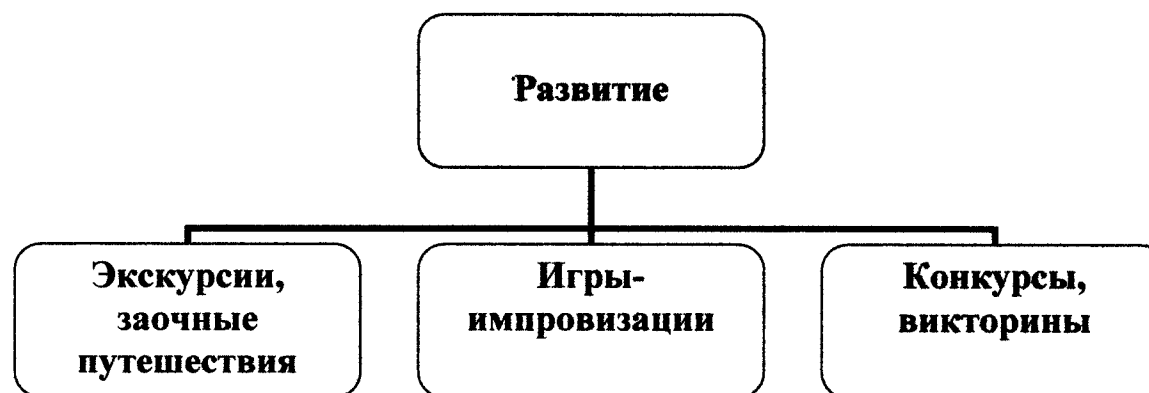 Развитие
Экскурсии,
заочные
путешествия
Игры-
импровизации
Конкурсы,
викторины